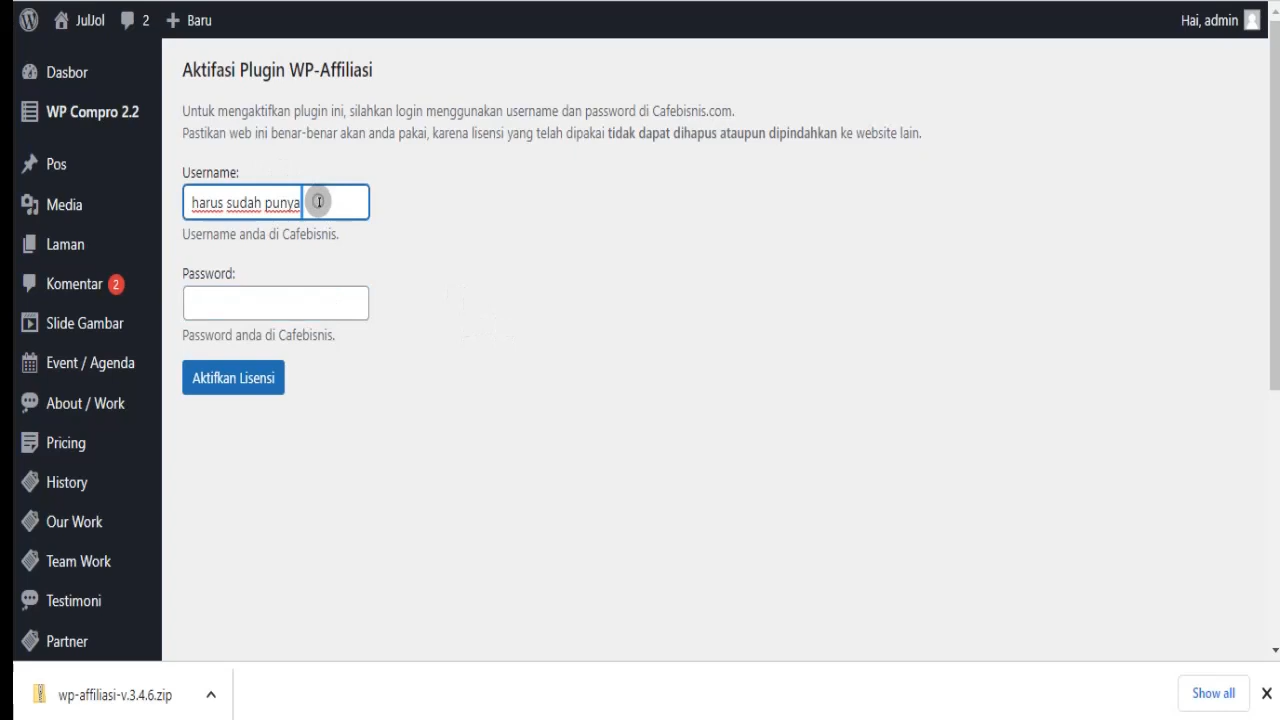 JulJol
2
Baru
Hai, admin
Dasbor
WP Compro 2.2
Pos
Media
Laman
Komentar 2
Slide Gambar
Event / Agenda
About / Work
Pricing
History
Our Work
Team Work
Testimoni
Partner
Aktifasi Plugin WP-Affiliasi
Untuk mengaktifkan plugin ini, silahkan login menggunakan username dan password di Cafebisnis.com.
Pastikan web ini benar-benar akan anda pakai, karena lisensi yang telah dipakai tidak dapat dihapus ataupun dipindahkan ke website lain.
Username:
harus sudah punya
Username anda di Cafebisnis.
Password:
Password anda di Cafebisnis.
Aktifkan Lisensi
wp-affiliasi-v.3.4.6.zip
Show all